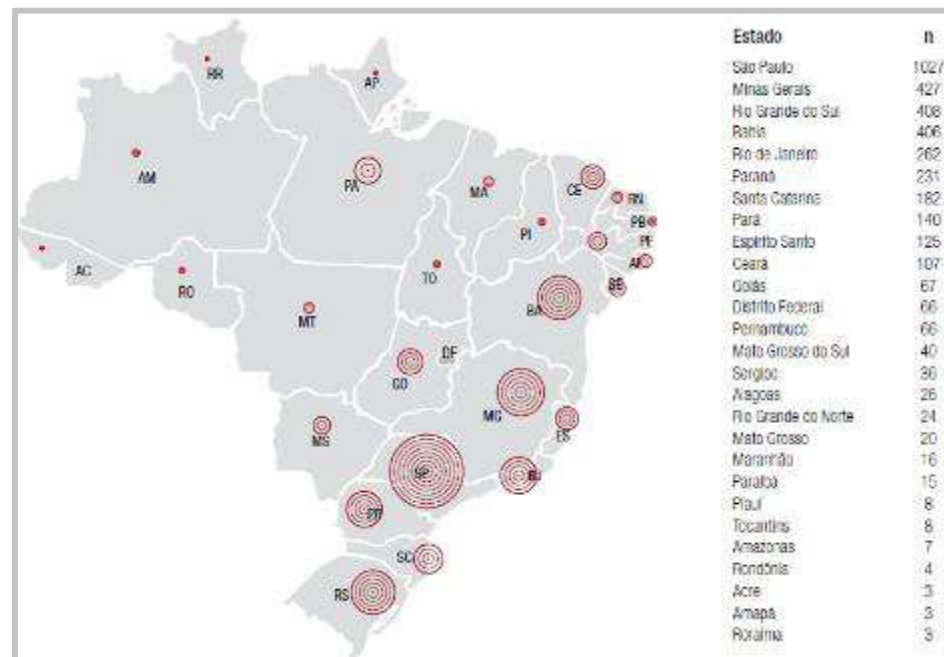 RR
AP
AM
PA
MA
CE
RN
PB
PE
PI
AL
SE
AC
RO
TO
BA
MT
DF
GO
MG
ES
MS
SP
RJ
PR
SC
RS
Estado n
São Paulo 1027
Minas Gerais 427
Rio Grande do Sul 408
Bahia 406
Rio de Janeiro 262
Paraná 231
Santa Catarina 182
Pará 140
Espírito Santo 125
Ceará 107
Goiás 67
Distrito Federal 66
Pernambuco 66
Mato Grosso do Sul 40
Sergipe 36
Alagoas 26
Rio Grande do Norte 24
Mato Grosso 20
Maranhão 16
Paraíba 15
Piauí 8
Tocantins 8
Amazonas 7
Rondônia 4
Acre 3
Amapá 3
Roraima 3